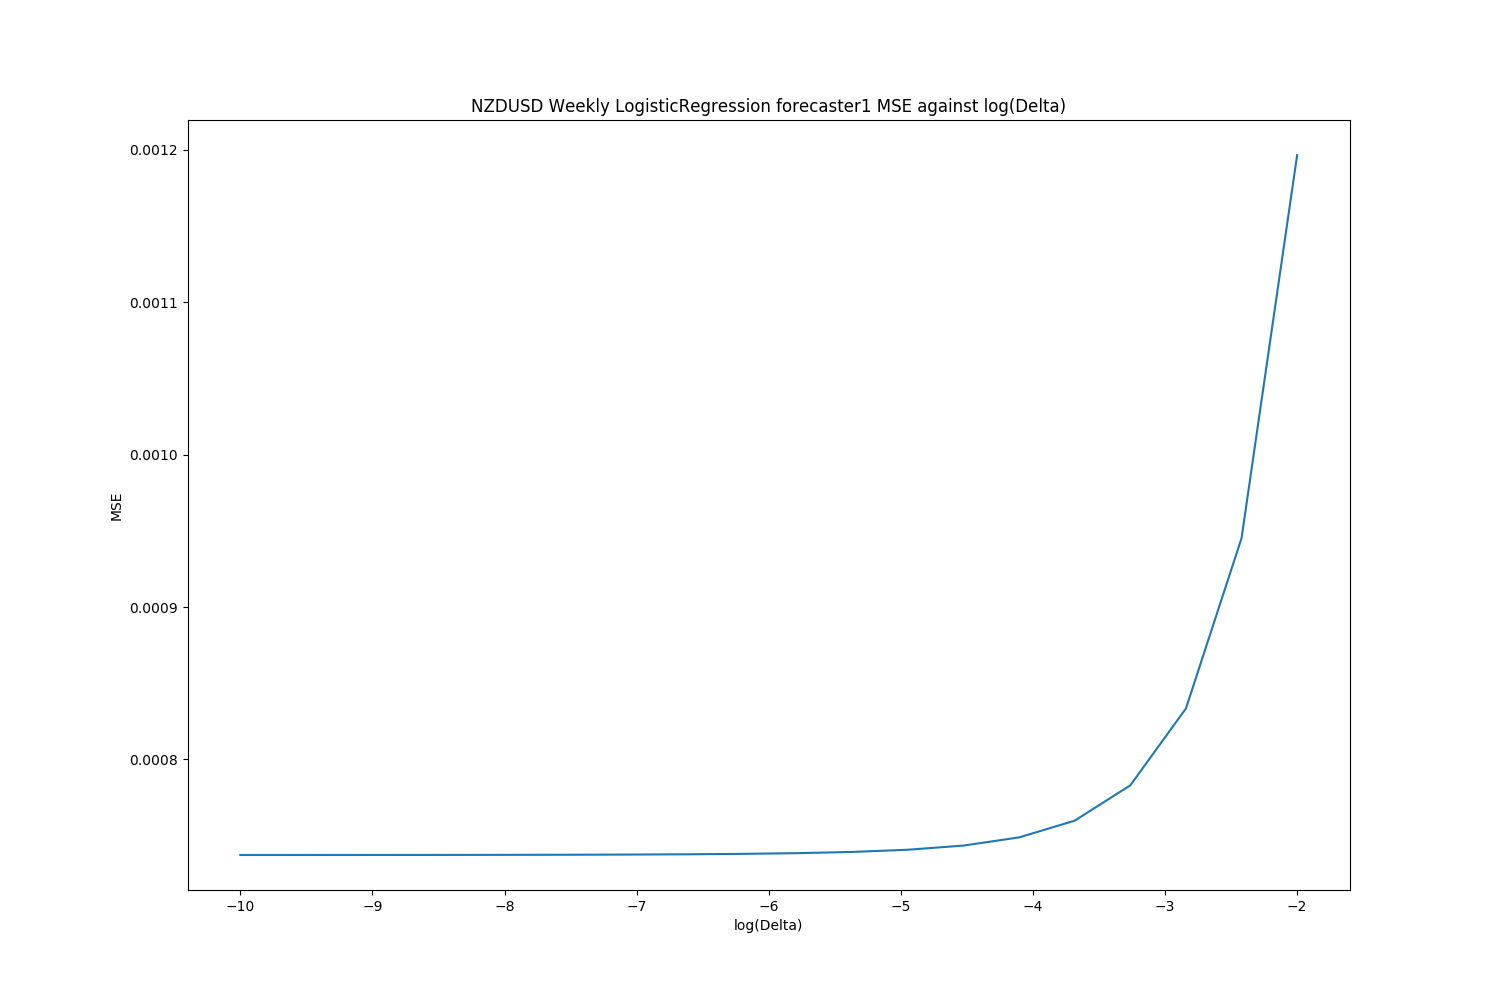 NZDUSD Weekly LogisticRegression forecaster1 MSE against log(Delta)
0.0012
0.0011
0.0010
0.0009
0.0008
MSE
−10 −9 −8 −7 −6 −5 −4 −3 −2
log(Delta)